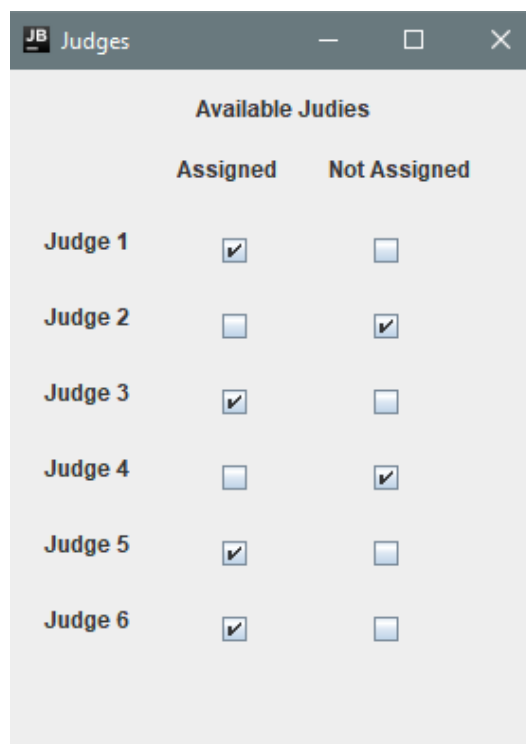 JB Judges
Available Judies
Assigned Not Assigned
Judge 1
Judge 2
Judge 3
Judge 4
Judge 5
Judge 6